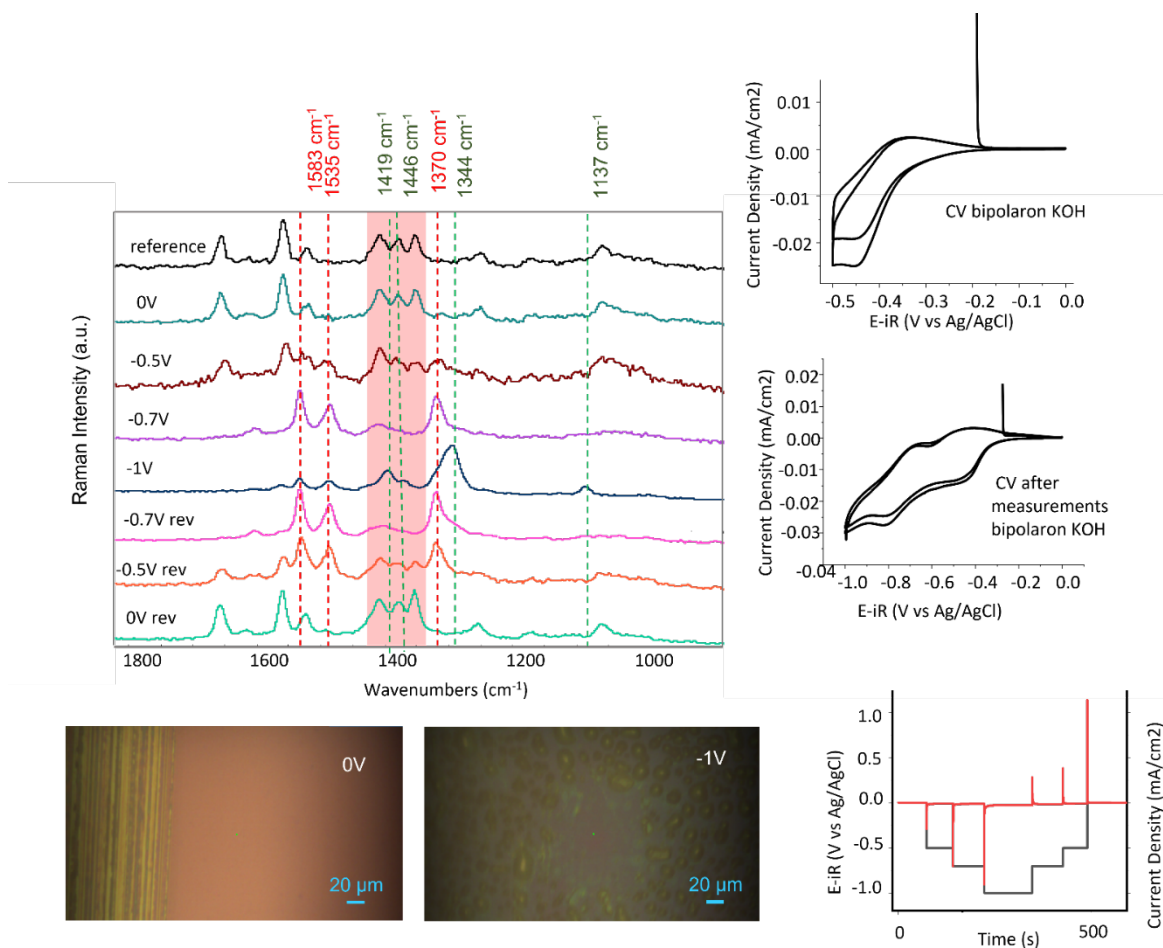 1583 cm-1
1535 cm-1
1419 cm-1
1446 cm-1
1370 cm-1
1344 cm-1
1137 cm-1
reference
0V
-0.5V
-0.7V
-1V
-0.7V rev
-0.5V rev
0V rev
Raman Intensity (a.u.)
1800 1600 1400 1200 1000
Wavenumbers (cm-1)
Current Density (mA/cm2)
0.01
0.00
-0.01
-0.02
CV bipolaron KOH
-0.5 -0.4 -0.3 -0.2 -0.1 0.0
E-iR (V vs Ag/AgCl)
Current Density (mA/cm2)
0.02
0.01
0.00
-0.01
-0.02
-0.03
-0.04
CV after
measurements
bipolaron KOH
-1.0 -0.8 -0.6 -0.4 -0.2 0.0
E-iR (V vs Ag/AgCl)
0V
20 µm
-1V
20 µm
E-iR (V vs Ag/AgCl)
1.0
0.5
0.0
-0.5
-1.0
Current Density (mA/cm2)
0 500
Time (s)